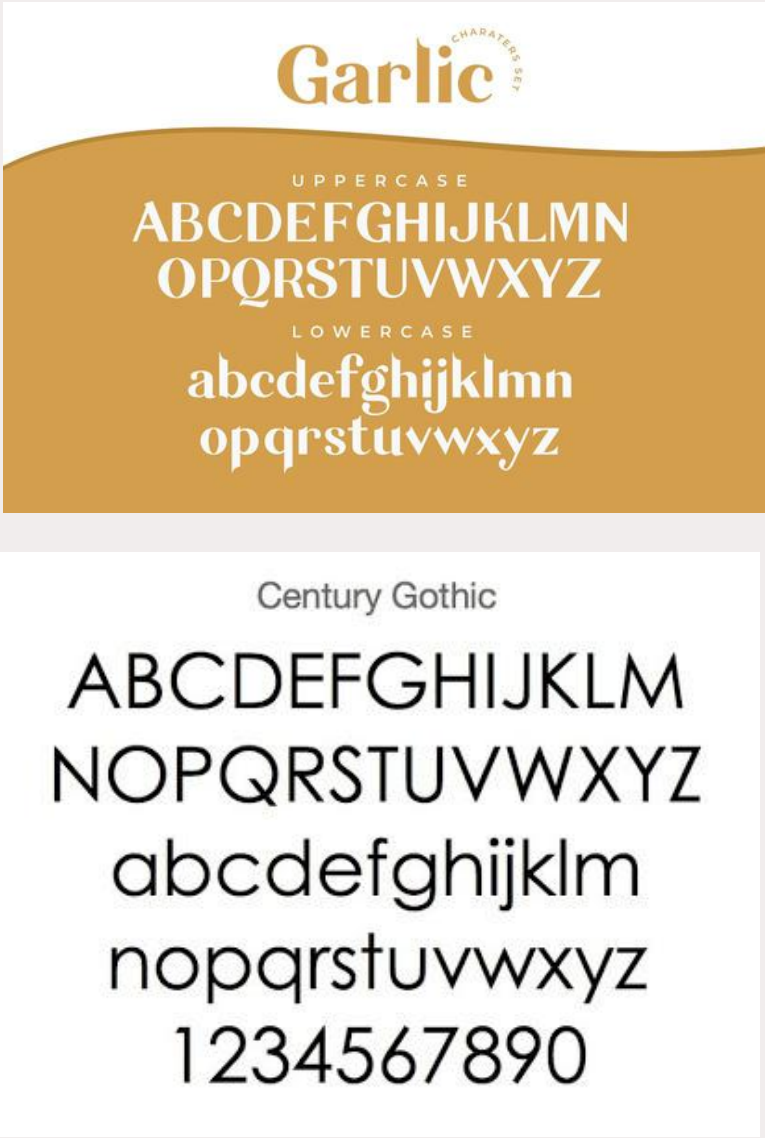 Garlic
CHARATERS SET
UPPERCASE
ABCDEFGHIJKLMN
OPQRSTUVWXYZ
LOWERCASE
abcdefghijklmn
opqrstuvwxyz
Century Gothic
ABCDEFGHIJKLM
NOPQRSTUVWXYZ
abcdefghijklm
nopqrstuvwxyz
1234567890